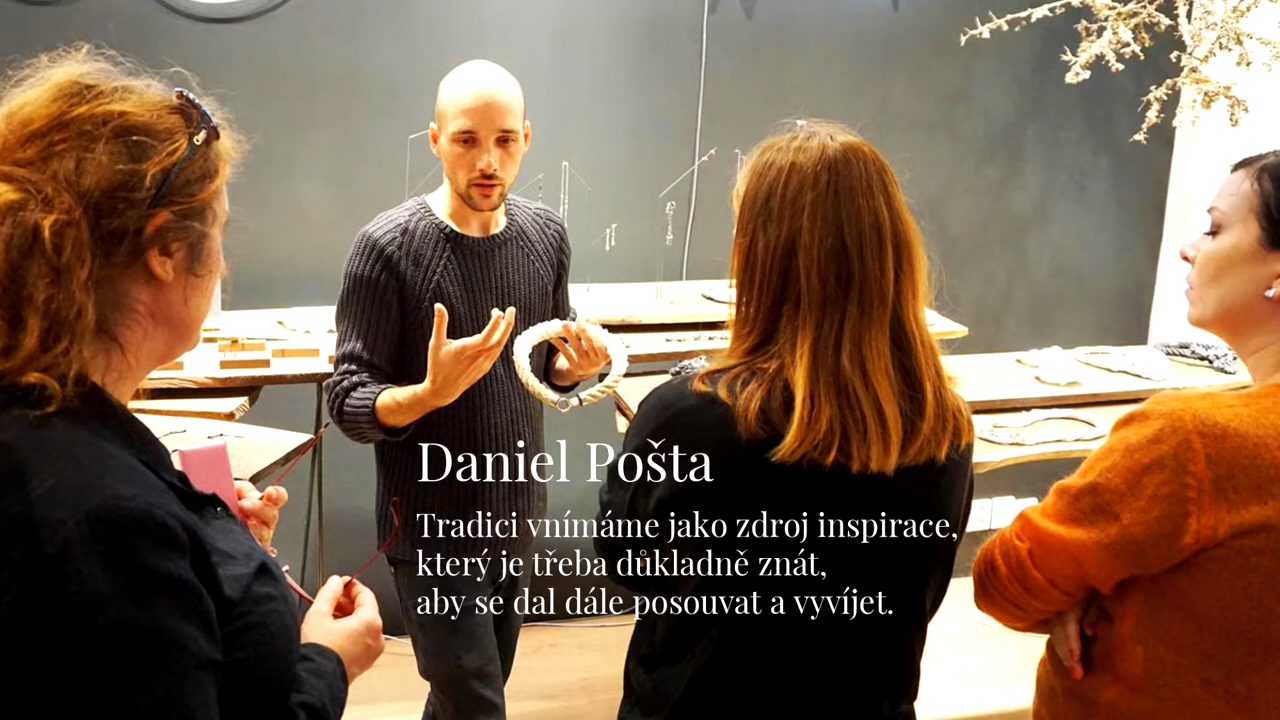 Daniel Pošta
Tradici vnímáme jako zdroj inspirace,
který je třeba důkladně znát,
aby se dal dále posouvat a vyvíjet.